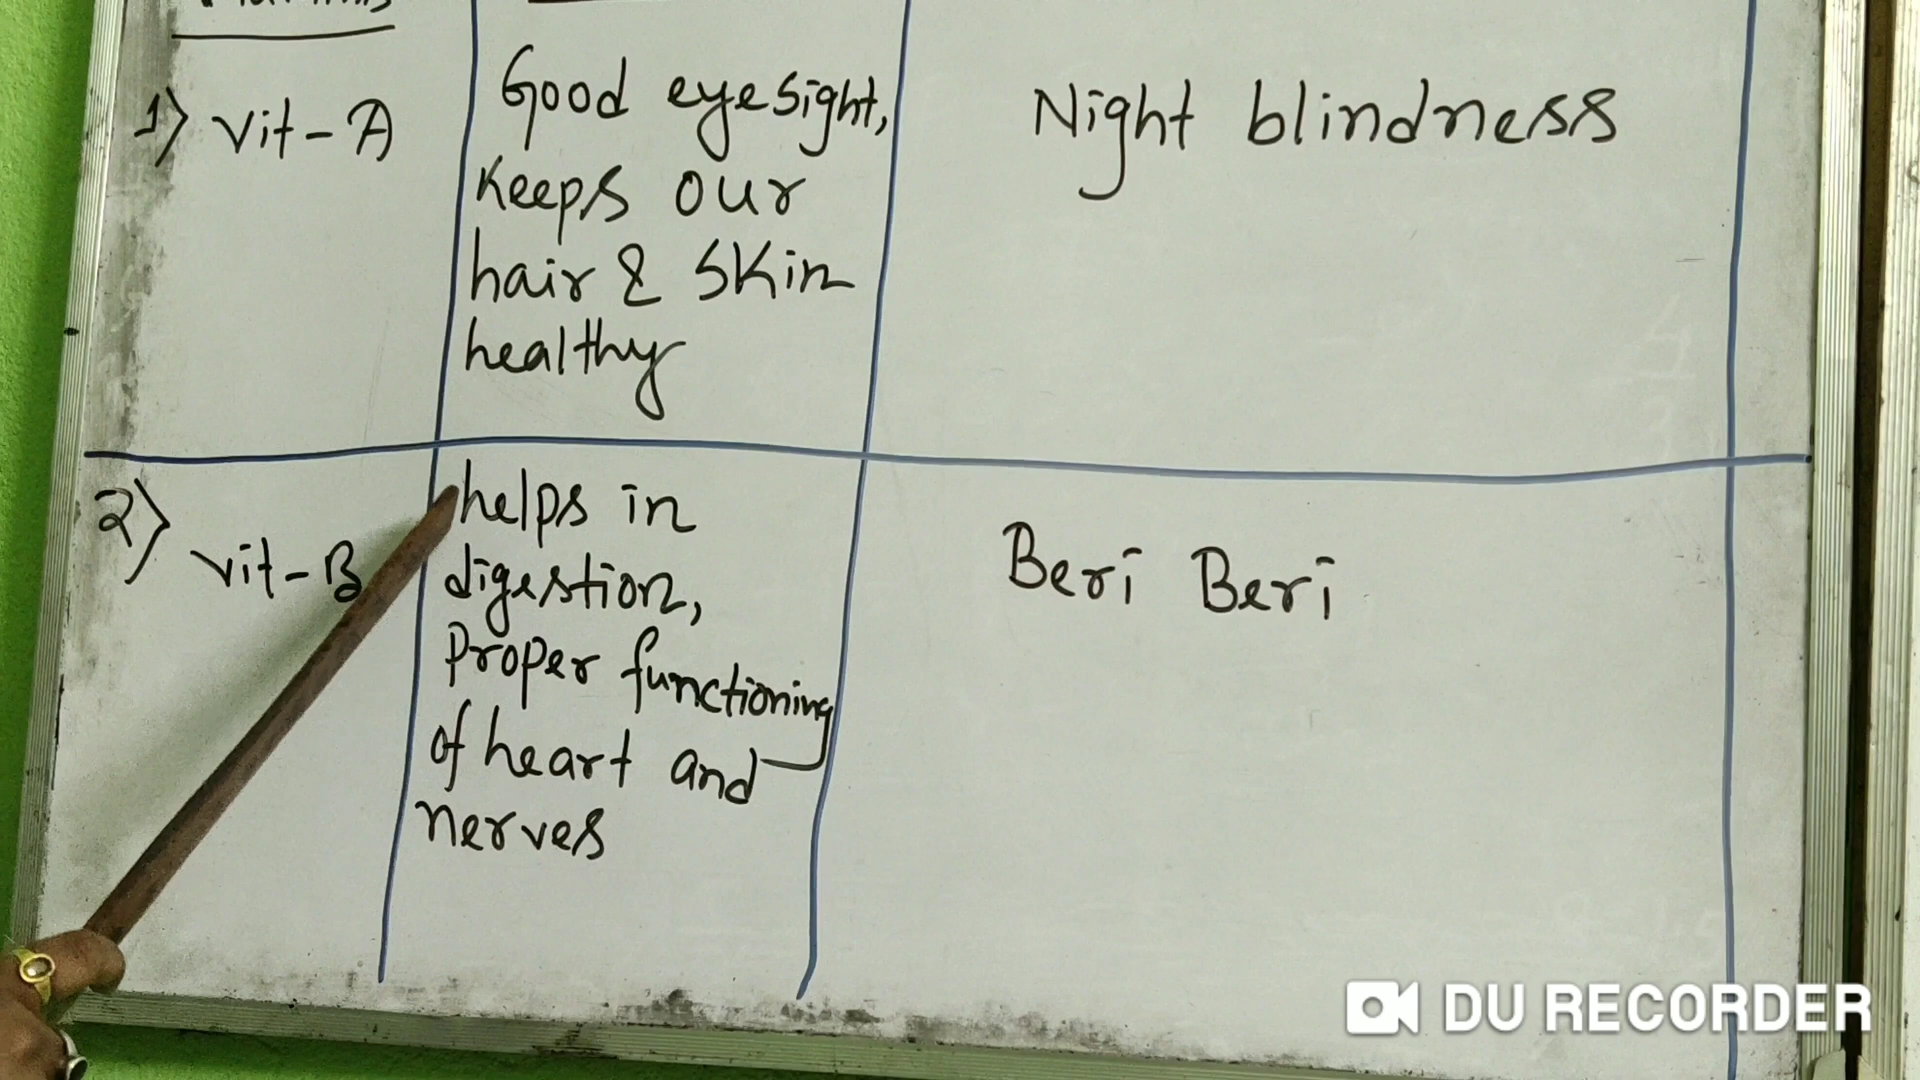 1) Vit-A
Good eyesight,
Keeps our
hair & Skin
healthy
Night blindness
2) Vit-B
helps in
digestion,
Proper functioning
of heart and
nerves
Beri Beri
DU RECORDER